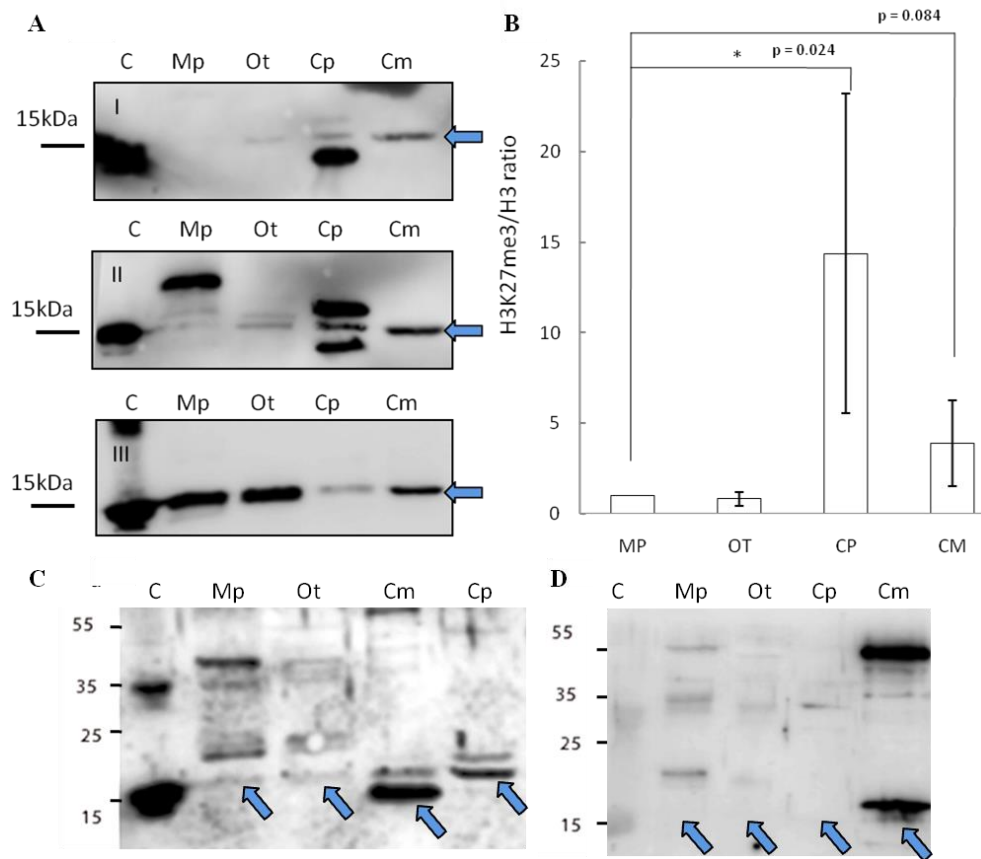 A
C Mp Ot Cp Cm
I
15kDa
C Mp Ot Cp Cm
II
15kDa
C Mp Ot Cp Cm
III
15kDa
B
p = 0.084
* p = 0.024
H3K27me3/H3 ratio
25
20
15
10
5
0
MP OT CP CM
C
C Mp Ot Cm Cp
55
35
25
15
D
C Mp Ot Cp Cm
55
35
25
15